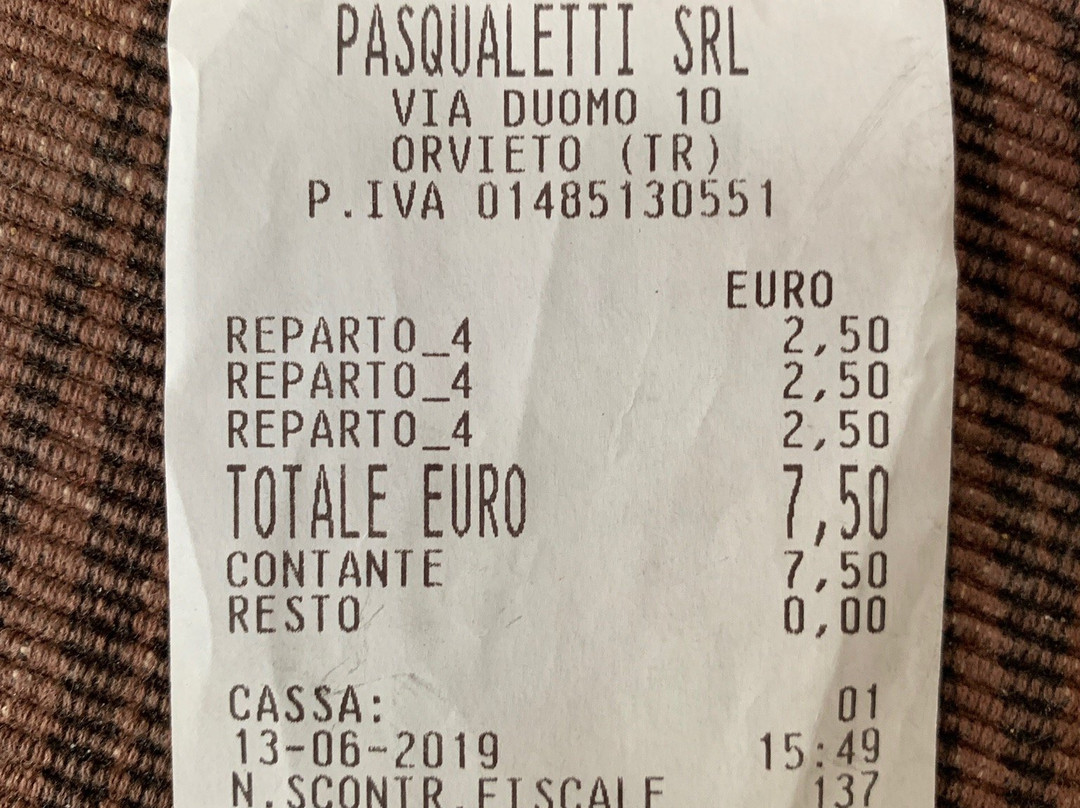 PASQUALETTI SRL
VIA DUOMO 10
ORVIETO (TR)
P.IVA 01485130551
EURO
REPARTO_4 2,50
REPARTO_4 2,50
REPARTO_4 2,50
TOTALE EURO 7,50
CONTANTE 7,50
RESTO 0,00
CASSA: 01
13-06-2019 15:49
N.SCONTR.FISCALE 137